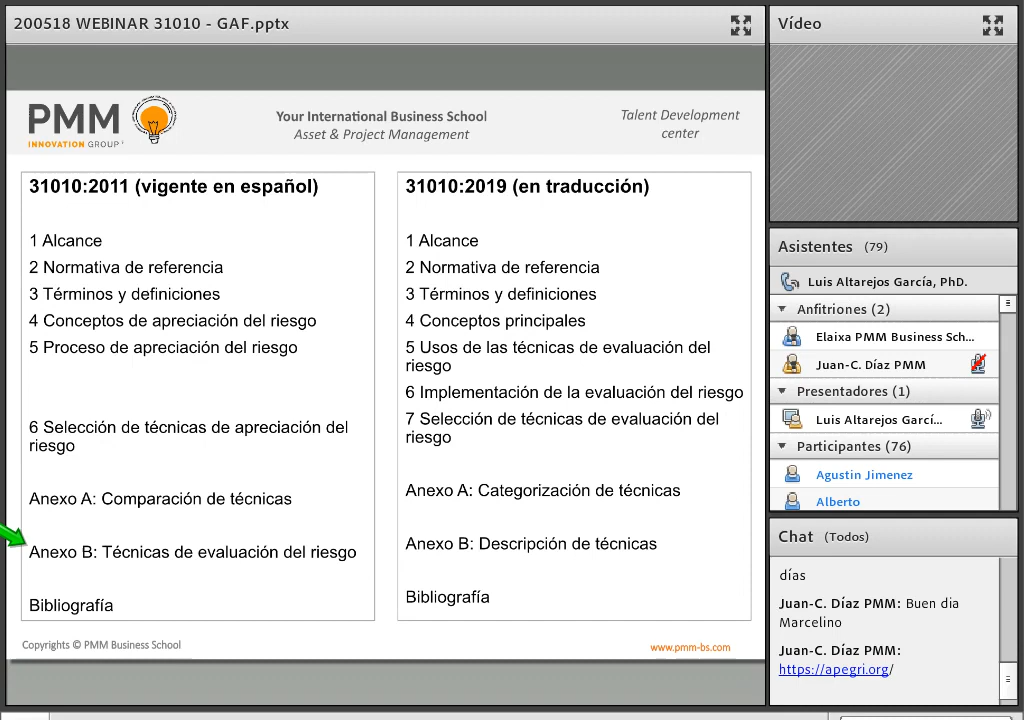 200518 WEBINAR 31010 - GAF.pptx
PMM
INNOVATION GROUP
Your International Business School
Asset & Project Management
Talent Development
center
31010:2011 (vigente en español)
1 Alcance
2 Normativa de referencia
3 Términos y definiciones
4 Conceptos de apreciación del riesgo
5 Proceso de apreciación del riesgo
6 Selección de técnicas de apreciación del
riesgo
Anexo A: Comparación de técnicas
Anexo B: Técnicas de evaluación del riesgo
Bibliografía
31010:2019 (en traducción)
1 Alcance
2 Normativa de referencia
3 Términos y definiciones
4 Conceptos principales
5 Usos de las técnicas de evaluación del
riesgo
6 Implementación de la evaluación del riesgo
7 Selección de técnicas de evaluación del
riesgo
Anexo A: Categorización de técnicas
Anexo B: Descripción de técnicas
Bibliografía
Copyrights © PMM Business School
www.pmm-bs.com
Vídeo
Asistentes (79)
Luis Altarejos García, PhD.
Anfitriones (2)
Elaixa PMM Business Sch...
Juan-C. Díaz PMM
Presentadores (1)
Luis Altarejos Garcí...
Participantes (76)
Agustin Jimenez
Alberto
Chat (Todos)
días
Juan-C. Díaz PMM: Buen dia
Marcelino
Juan-C. Díaz PMM:
https://apegri.org/